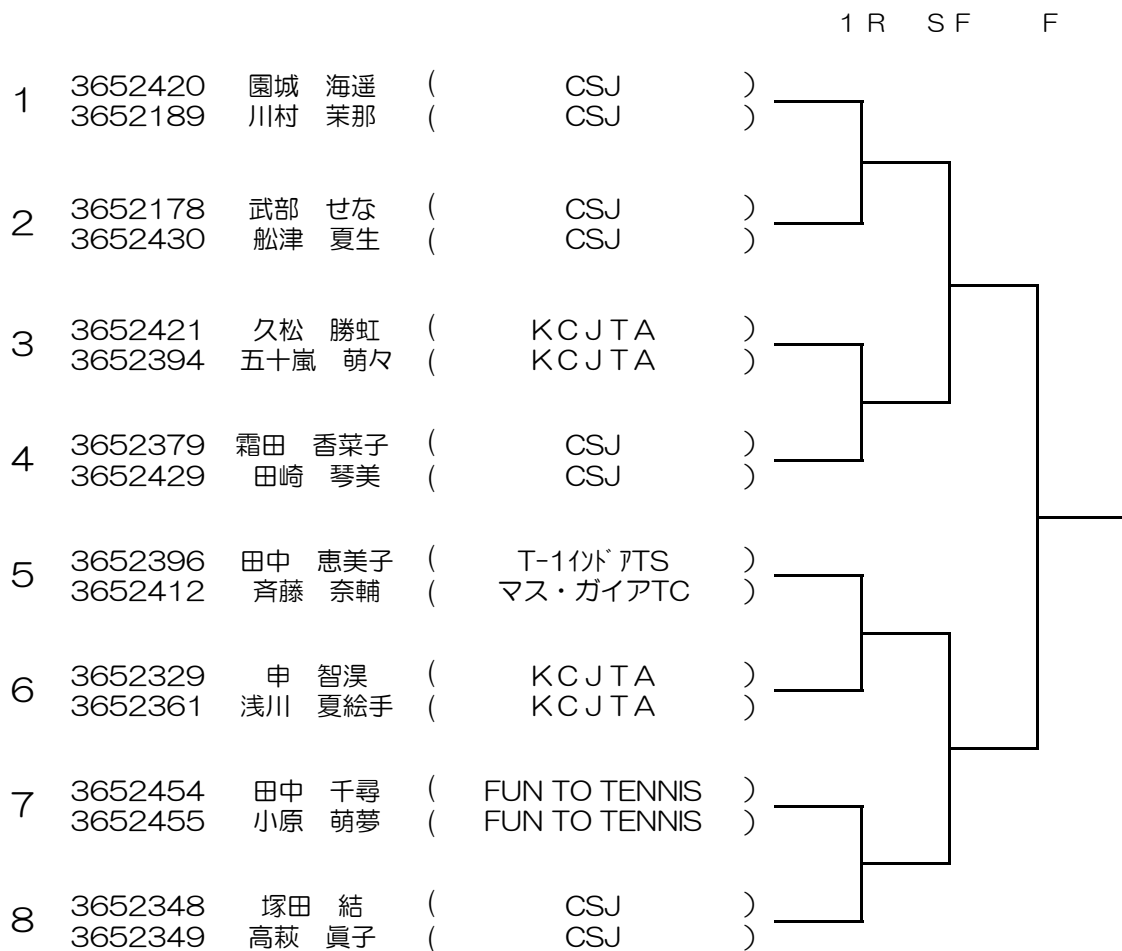 １Ｒ　ＳＦ　Ｆ
1
3652420　園城　海遥　(　CSJ　)
3652189　川村　茉那　(　CSJ　)
2
3652178　武部　せな　(　CSJ　)
3652430　舩津　夏生　(　CSJ　)
3
3652421　久松　勝虹　(　ＫＣＪＴＡ　)
3652394　五十嵐　萌々　(　ＫＣＪＴＡ　)
4
3652379　霜田　香菜子　(　CSJ　)
3652429　田崎　琴美　(　CSJ　)
5
3652396　田中　恵美子　(　T-1ｲﾝﾄﾞｱTS　)
3652412　斉藤　奈輔　(　マス・ガイアTC　)
6
3652329　申　智淏　(　ＫＣＪＴＡ　)
3652361　浅川　夏絵手　(　ＫＣＪＴＡ　)
7
3652454　田中　千尋　(　FUN TO TENNIS　)
3652455　小原　萌夢　(　FUN TO TENNIS　)
8
3652348　塚田　結　(　CSJ　)
3652349　高萩　眞子　(　CSJ　)